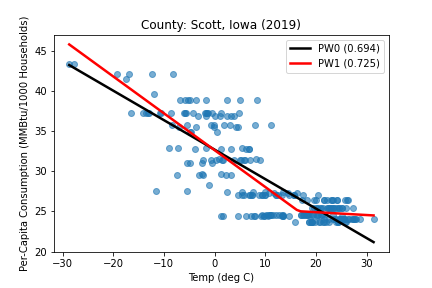 County: Scott, Iowa (2019)
PW0 (0.694)
PW1 (0.725)
Per-Capita Consumption (MMBtu/1000 Households)
45
40
35
30
25
20
−30 −20 −10 0 10 20 30
Temp (deg C)